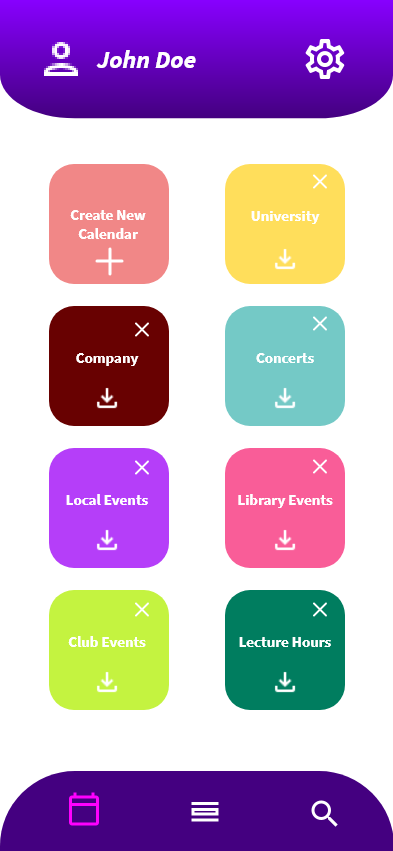 John Doe
Create New
Calendar
University
Company
Concerts
Local Events
Library Events
Club Events
Lecture Hours